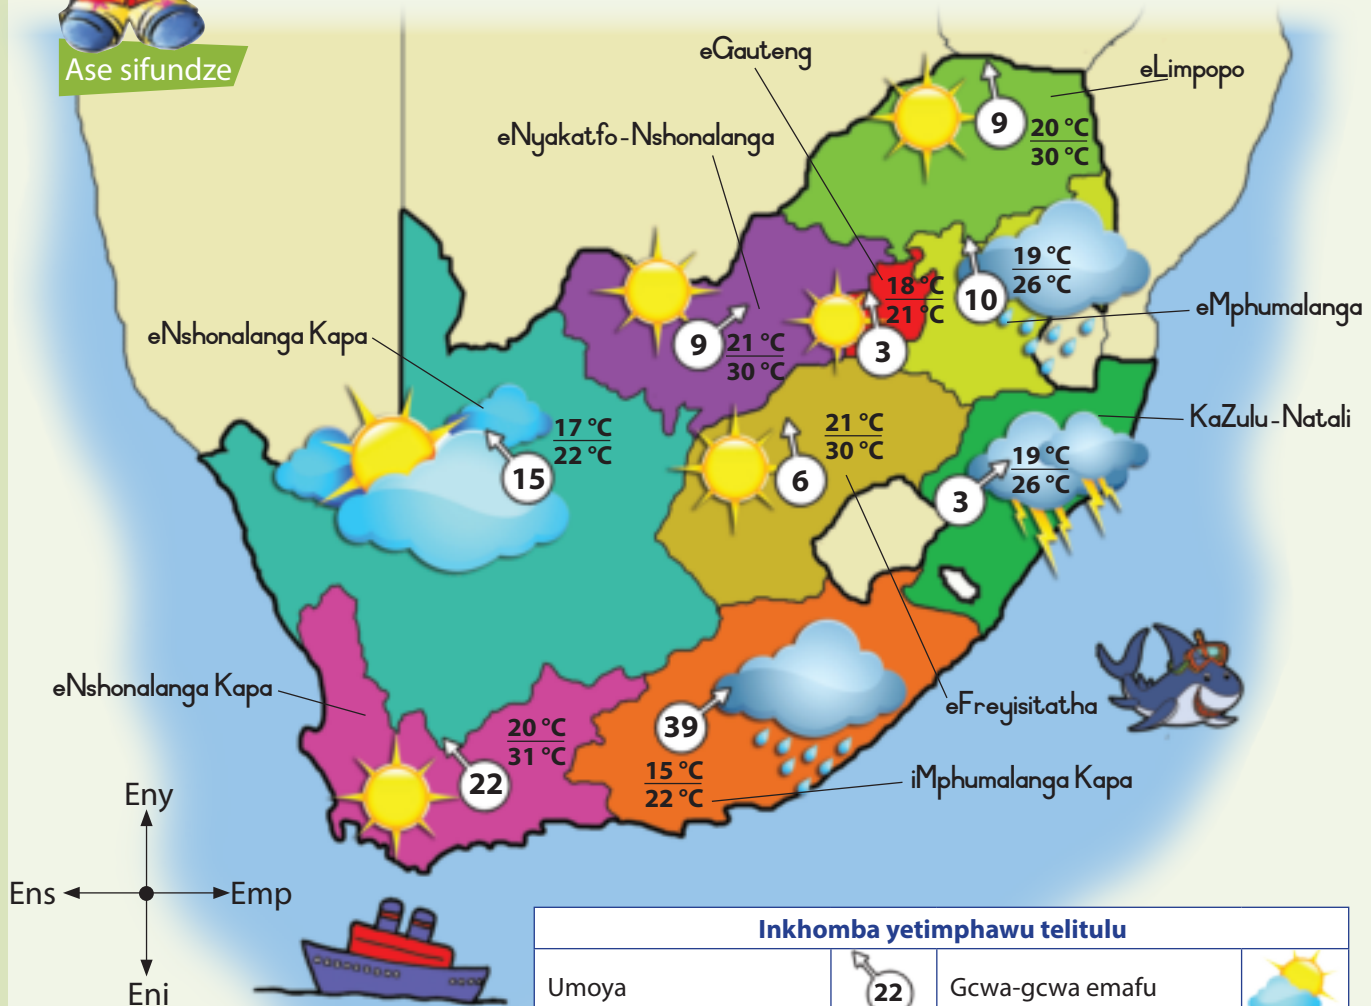 Ase sifundze
eGauteng
eLimpopo
9
20 °C
30 °C
eNyakatfo-Nshonalanga
19 °C
26 °C
10
18 °C
21 °C
eMphumalanga
eNshonalanga Kapa
9
21 °C
30 °C
3
KaZulu-Natali
17 °C
22 °C
15
21 °C
30 °C
6
19 °C
26 °C
3
eNshonalanga Kapa
20 °C
31 °C
22
39
15 °C
22 °C
eFreyisitatha
iMphumalanga Kapa
Eny
Ens
Emp
Eni
Inkhomba yetimphawu telitulu
Umoya
22
Gcwa-gcwa emafu